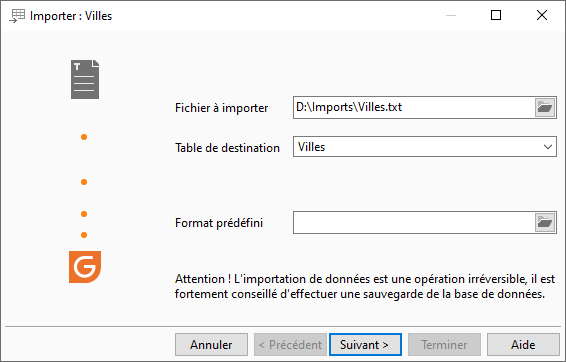 Importer : Villes
T
Fichier à importer
D:\Imports\Villes.txt
Table de destination
Villes
Format prédéfini
G
Attention ! L'importation de données est une opération irréversible, il est
fortement conseillé d'effectuer une sauvegarde de la base de données.
Annuler
< Précédent
Suivant >
Terminer
Aide